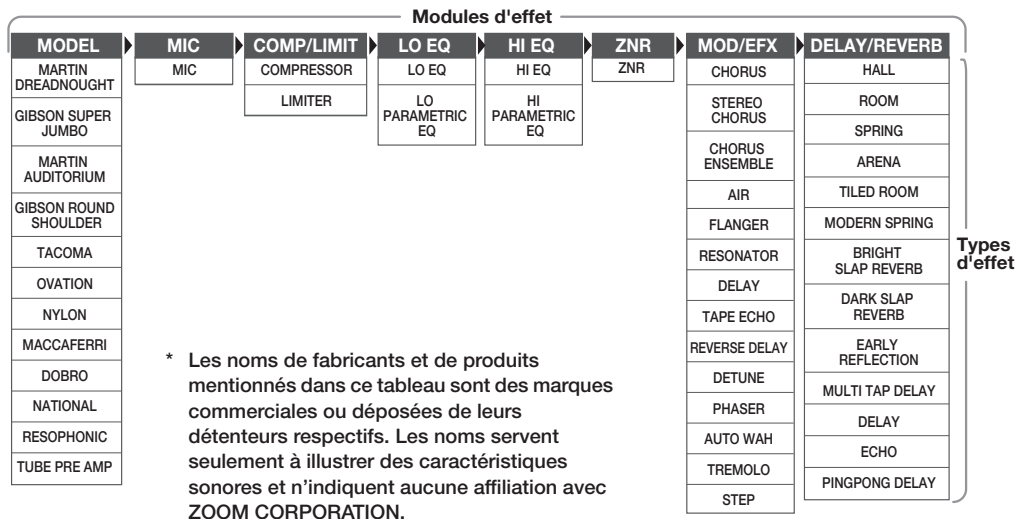 Modules d'effet
MODEL
MARTIN
DREADNOUGHT
GIBSON SUPER
JUMBO
MARTIN
AUDITORIUM
GIBSON ROUND
SHOULDER
TACOMA
OVATION
NYLON
MACCAFERRI
DOBRO
NATIONAL
RESOPHONIC
TUBE PRE AMP
MIC
MIC
COMP/LIMIT
COMPRESSOR
LIMITER
LO EQ
LO EQ
LO
PARAMETRIC
EQ
HI EQ
HI EQ
HI
PARAMETRIC
EQ
ZNR
ZNR
MOD/EFX
CHORUS
STEREO
CHORUS
CHORUS
ENSEMBLE
AIR
FLANGER
RESONATOR
DELAY
TAPE ECHO
REVERSE DELAY
DETUNE
PHASER
AUTO WAH
TREMOLO
STEP
DELAY/REVERB
HALL
ROOM
SPRING
ARENA
TILED ROOM
MODERN SPRING
BRIGHT
SLAP REVERB
DARK SLAP
REVERB
EARLY
REFLECTION
MULTI TAP DELAY
DELAY
ECHO
PINGPONG DELAY
Types
d'effet
* Les noms de fabricants et de produits
mentionnés dans ce tableau sont des marques
commerciales ou déposées de leurs
détenteurs respectifs. Les noms servent
seulement à illustrer des caractéristiques
sonores et n'indiquent aucune affiliation avec
ZOOM CORPORATION.